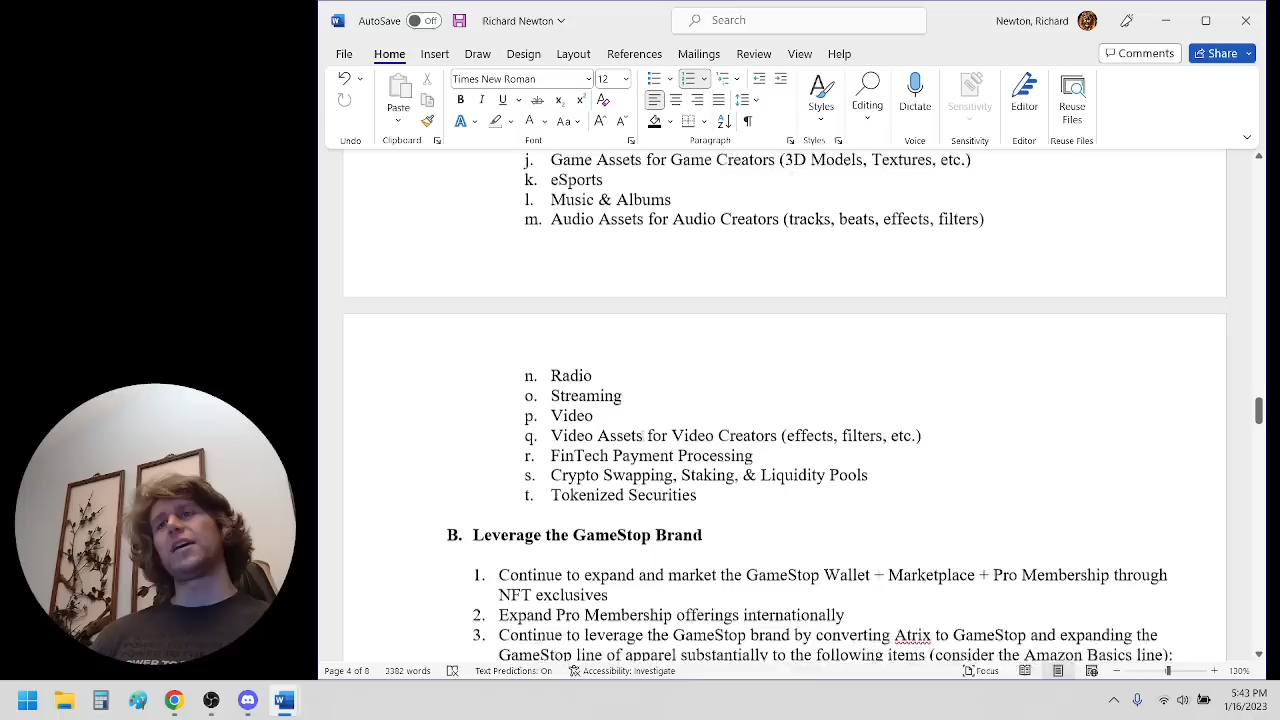 AutoSave Off Richard Newton Search Newton, Richard
File Home Insert Draw Design Layout References Mailings Review View Help Comments Share
Times New Roman 12
Paste Styles Editing Dictate Sensitivity Editor Reuse Files
Undo Clipboard Font Paragraph Styles Voice Sensitivity Editor Reuse Files
j. Game Assets for Game Creators (3D Models, Textures, etc.)
k. eSports
l. Music & Albums
m. Audio Assets for Audio Creators (tracks, beats, effects, filters)
n. Radio
o. Streaming
p. Video
q. Video Assets for Video Creators (effects, filters, etc.)
r. FinTech Payment Processing
s. Crypto Swapping, Staking, & Liquidity Pools
t. Tokenized Securities
B. Leverage the GameStop Brand
1. Continue to expand and market the GameStop Wallet + Marketplace + Pro Membership through
NFT exclusives
2. Expand Pro Membership offerings internationally
3. Continue to leverage the GameStop brand by converting Atrix to GameStop and expanding the
GameStop line of apparel substantially to the following items (consider the Amazon Basics line):
Page 4 of 8 3382 words Text Predictions: On Accessibility: Investigate Focus 130%
5:43 PM
1/16/2023